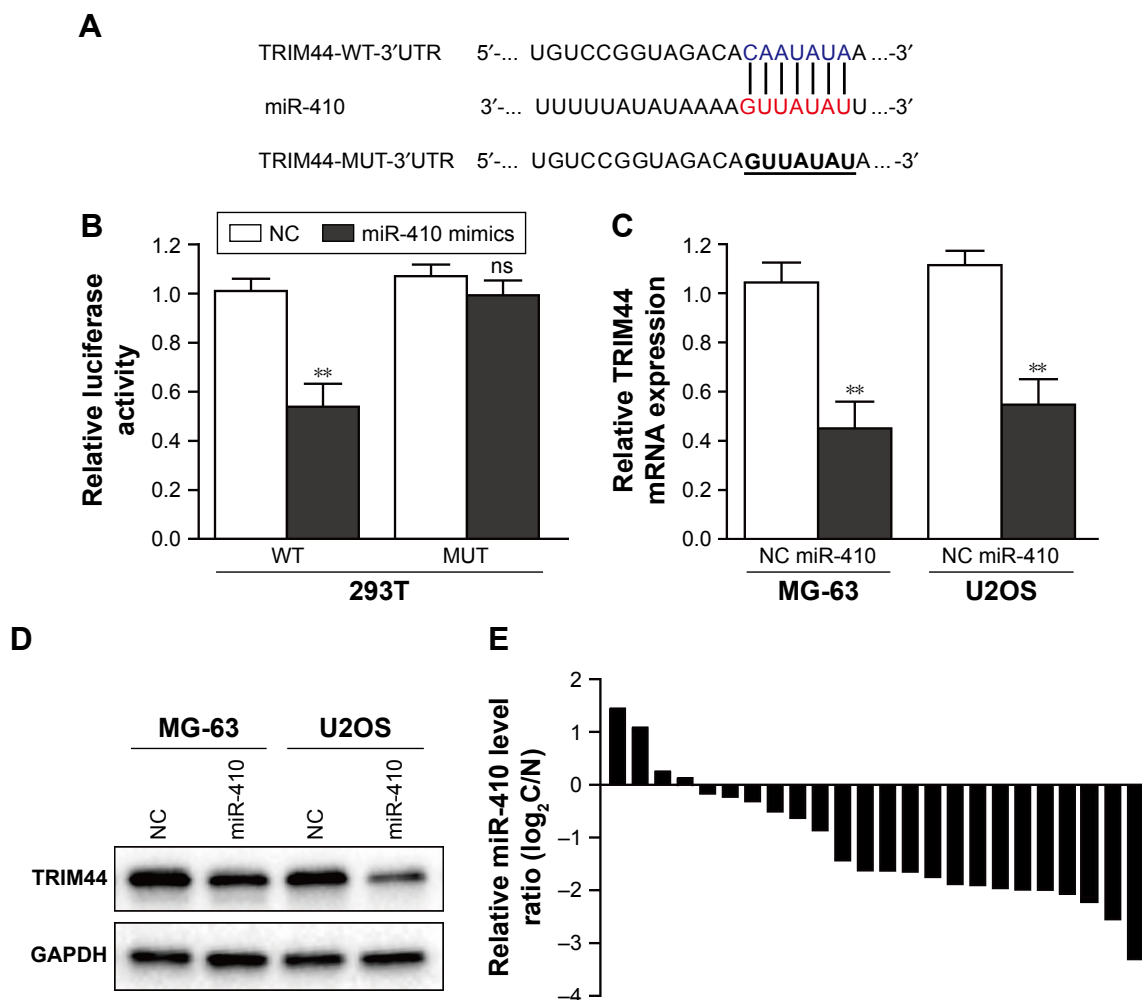 A
TRIM44-WT-3′UTR 5′-... UGUCCGGUAGACACAAUAUAA ...-3′
miR-410 3′-... UUUUUAUAUAAAAGUUAUAUU ...-3′
TRIM44-MUT-3′UTR 5′-... UGUCCGGUAGACAGUUAUAUA ... -3′
B
NC miR-410 mimics
Relative luciferase
activity
1.2
1.0
0.8
0.6
0.4
0.2
0.0
**
ns
WT MUT
293T
C
Relative TRIM44
mRNA expression
1.2
1.0
0.8
0.6
0.4
0.2
0.0
**
**
NC miR-410 NC miR-410
MG-63 U2OS
D
MG-63 U2OS
NC miR-410 NC miR-410
TRIM44
GAPDH
E
Relative miR-410 level
ratio (log₂C/N)
2
1
0
–1
–2
–3
–4